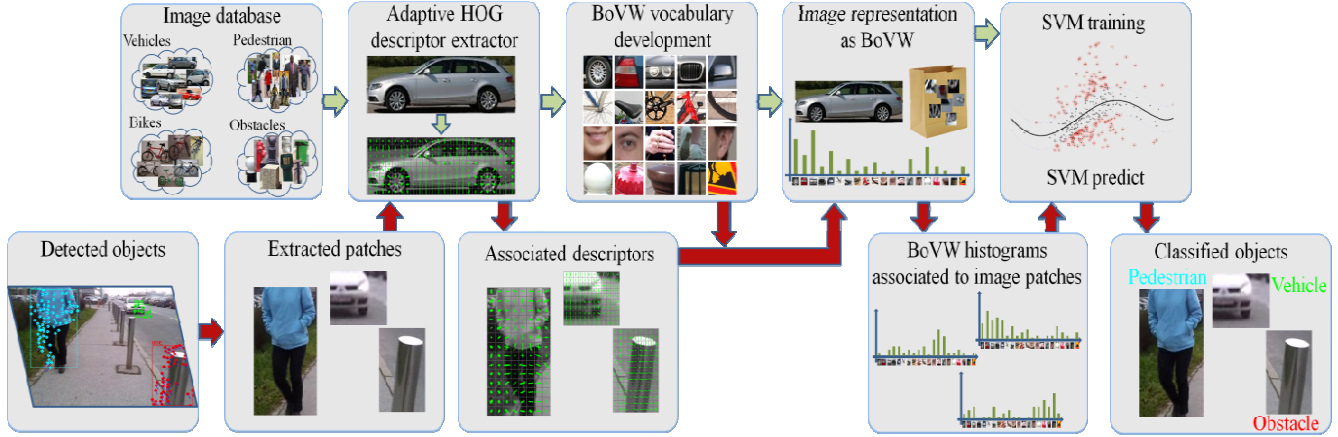 Image database
Vehicles
Pedestrian
Bikes
Obstacles
Adaptive HOG
descriptor extractor
BoVW vocabulary
development
Image representation
as BoVW
SVM training
SVM predict
Detected objects
Extracted patches
Associated descriptors
BoVW histograms
associated to image patches
Classified objects
Pedestrian
Vehicle
Obstacle